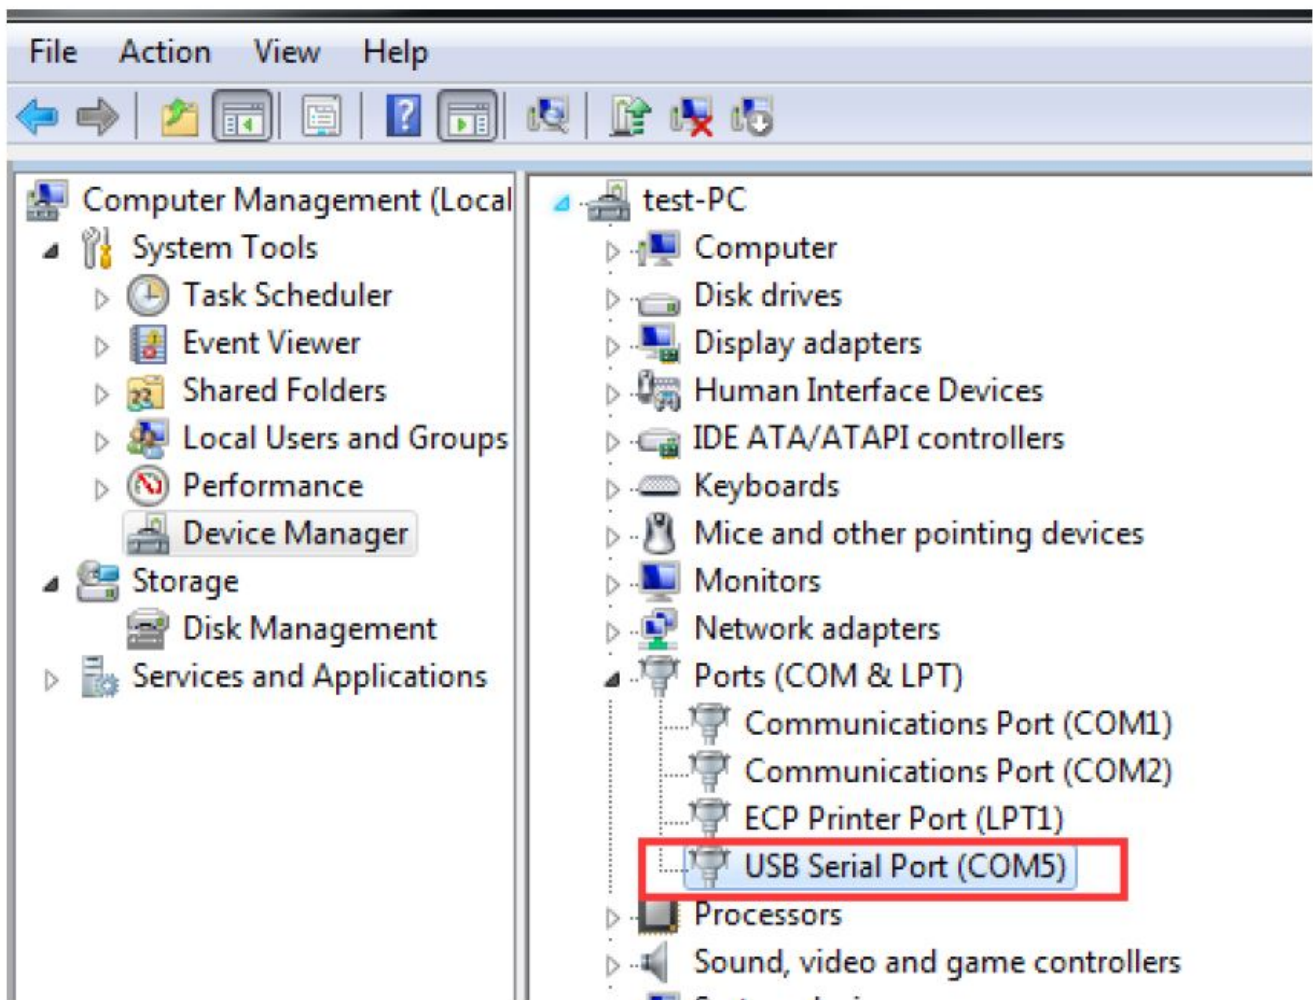 File Action View Help
Computer Management (Local
System Tools
Task Scheduler
Event Viewer
Shared Folders
Local Users and Groups
Performance
Device Manager
Storage
Disk Management
Services and Applications
test-PC
Computer
Disk drives
Display adapters
Human Interface Devices
IDE ATA/ATAPI controllers
Keyboards
Mice and other pointing devices
Monitors
Network adapters
Ports (COM & LPT)
Communications Port (COM1)
Communications Port (COM2)
ECP Printer Port (LPT1)
USB Serial Port (COM5)
Processors
Sound, video and game controllers